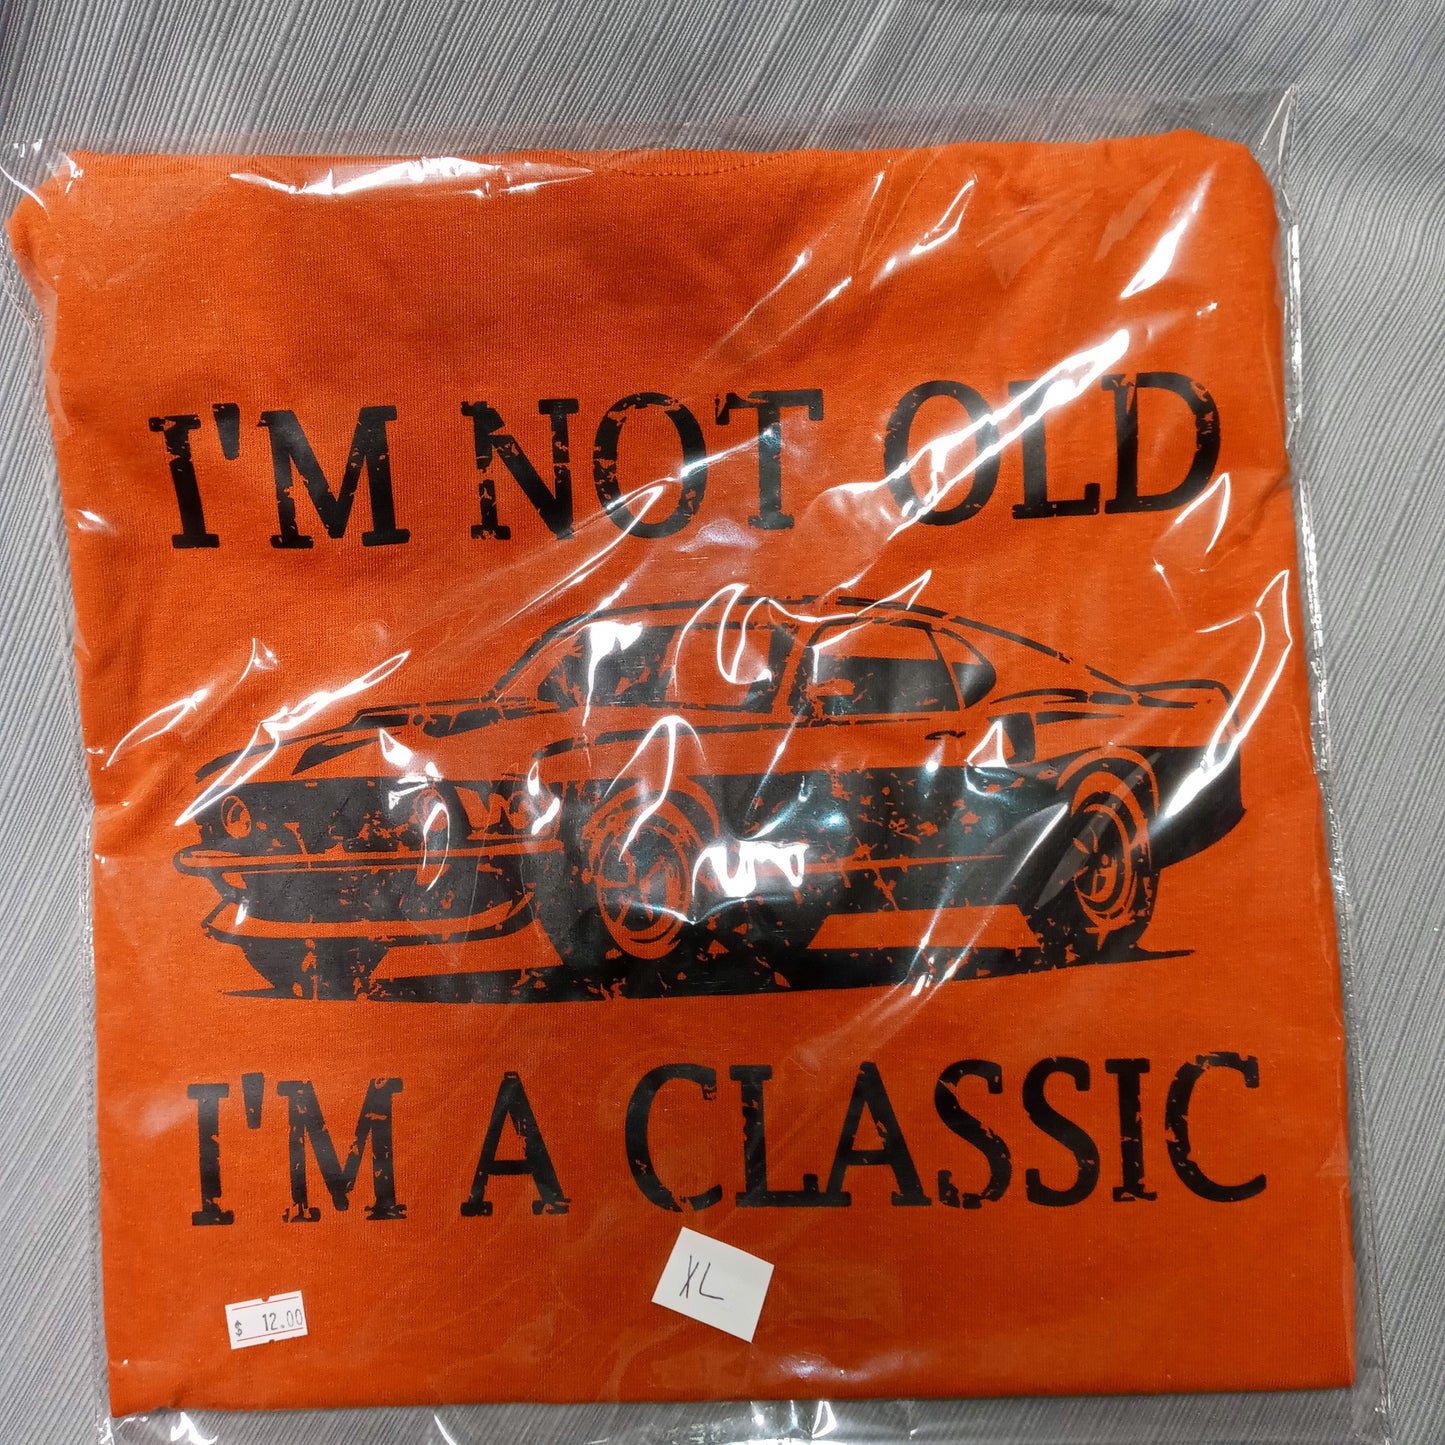 I'M NOT OLD
I'M A CLASSIC
XL
$ 12.00